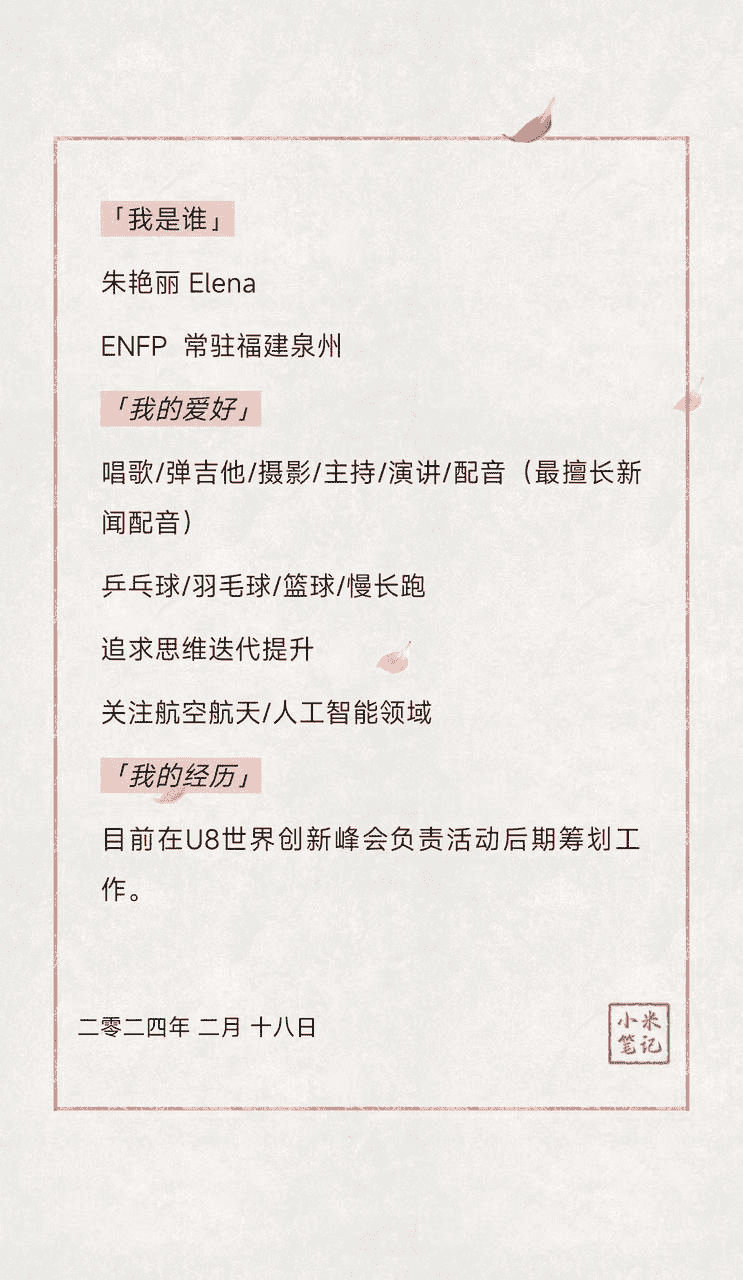 「我是谁」
朱艳丽 Elena
ENFP 常驻福建泉州
「我的爱好」
唱歌/弹吉他/摄影/主持/演讲/配音（最擅长新
闻配音）
乒乓球/羽毛球/篮球/慢长跑
追求思维迭代提升
关注航空航天/人工智能领域
「我的经历」
目前在U8世界创新峰会负责活动后期筹划工
作。
二零二四年 二月 十八日
小米
笔记